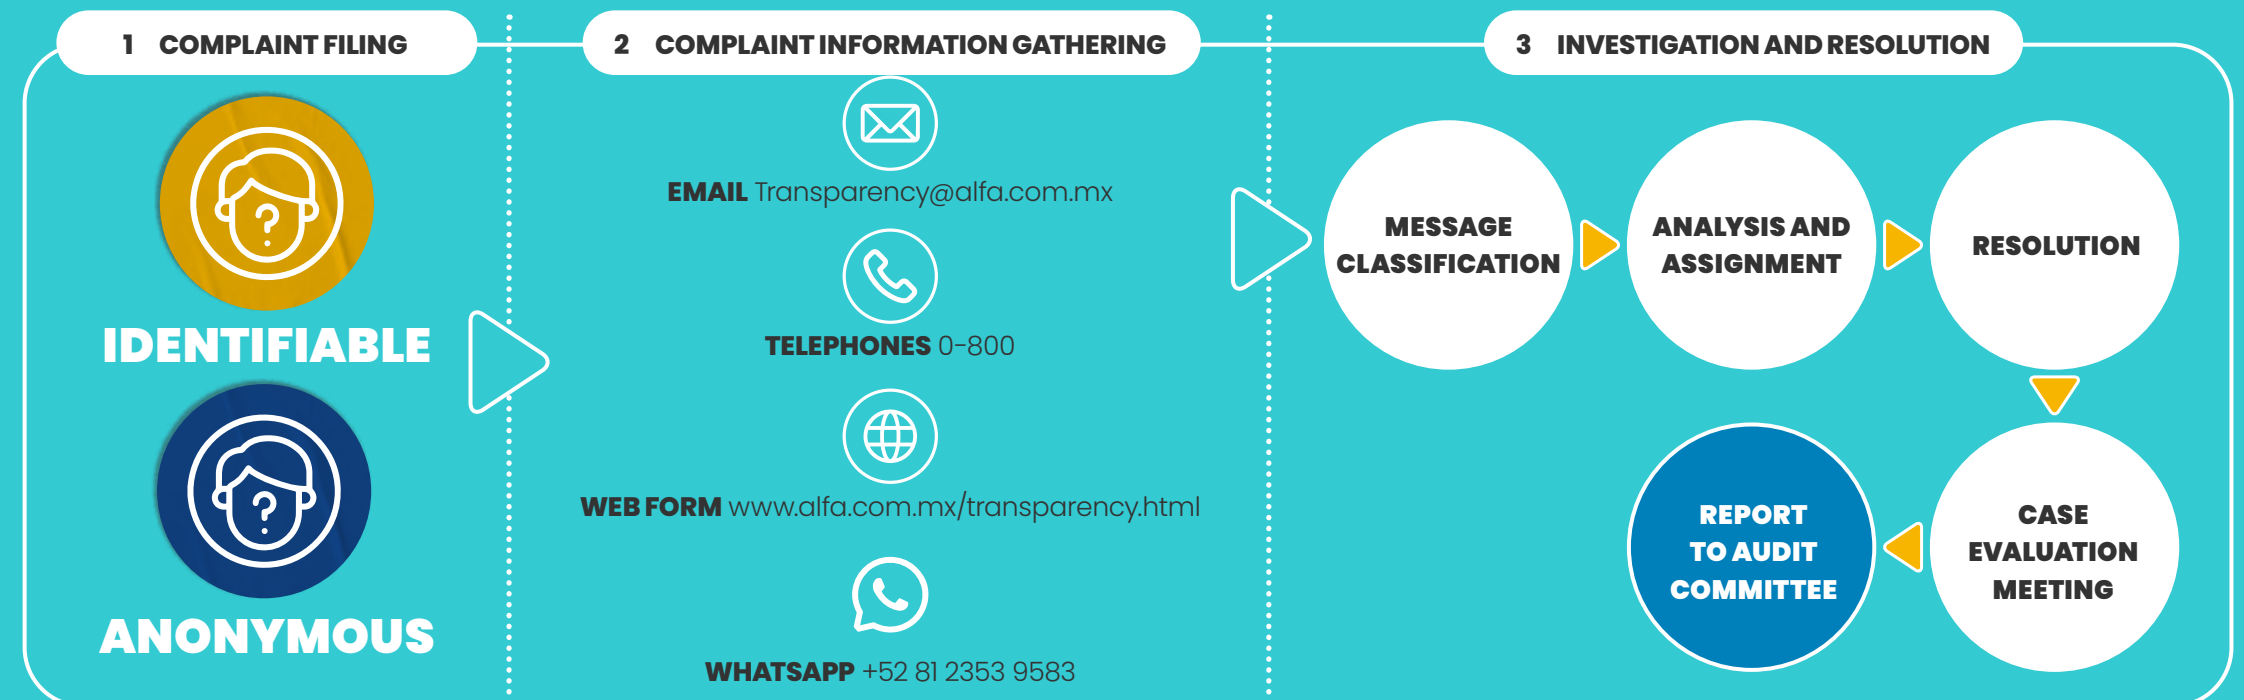 1 COMPLAINT FILING
IDENTIFIABLE
ANONYMOUS
2 COMPLAINT INFORMATION GATHERING
EMAIL Transparency@alfa.com.mx
TELEPHONES 0-800
WEB FORM www.alfa.com.mx/transparency.html
WHATSAPP +52 81 2353 9583
3 INVESTIGATION AND RESOLUTION
MESSAGE
CLASSIFICATION
ANALYSIS AND
ASSIGNMENT
RESOLUTION
CASE
EVALUATION
MEETING
REPORT
TO AUDIT
COMMITTEE